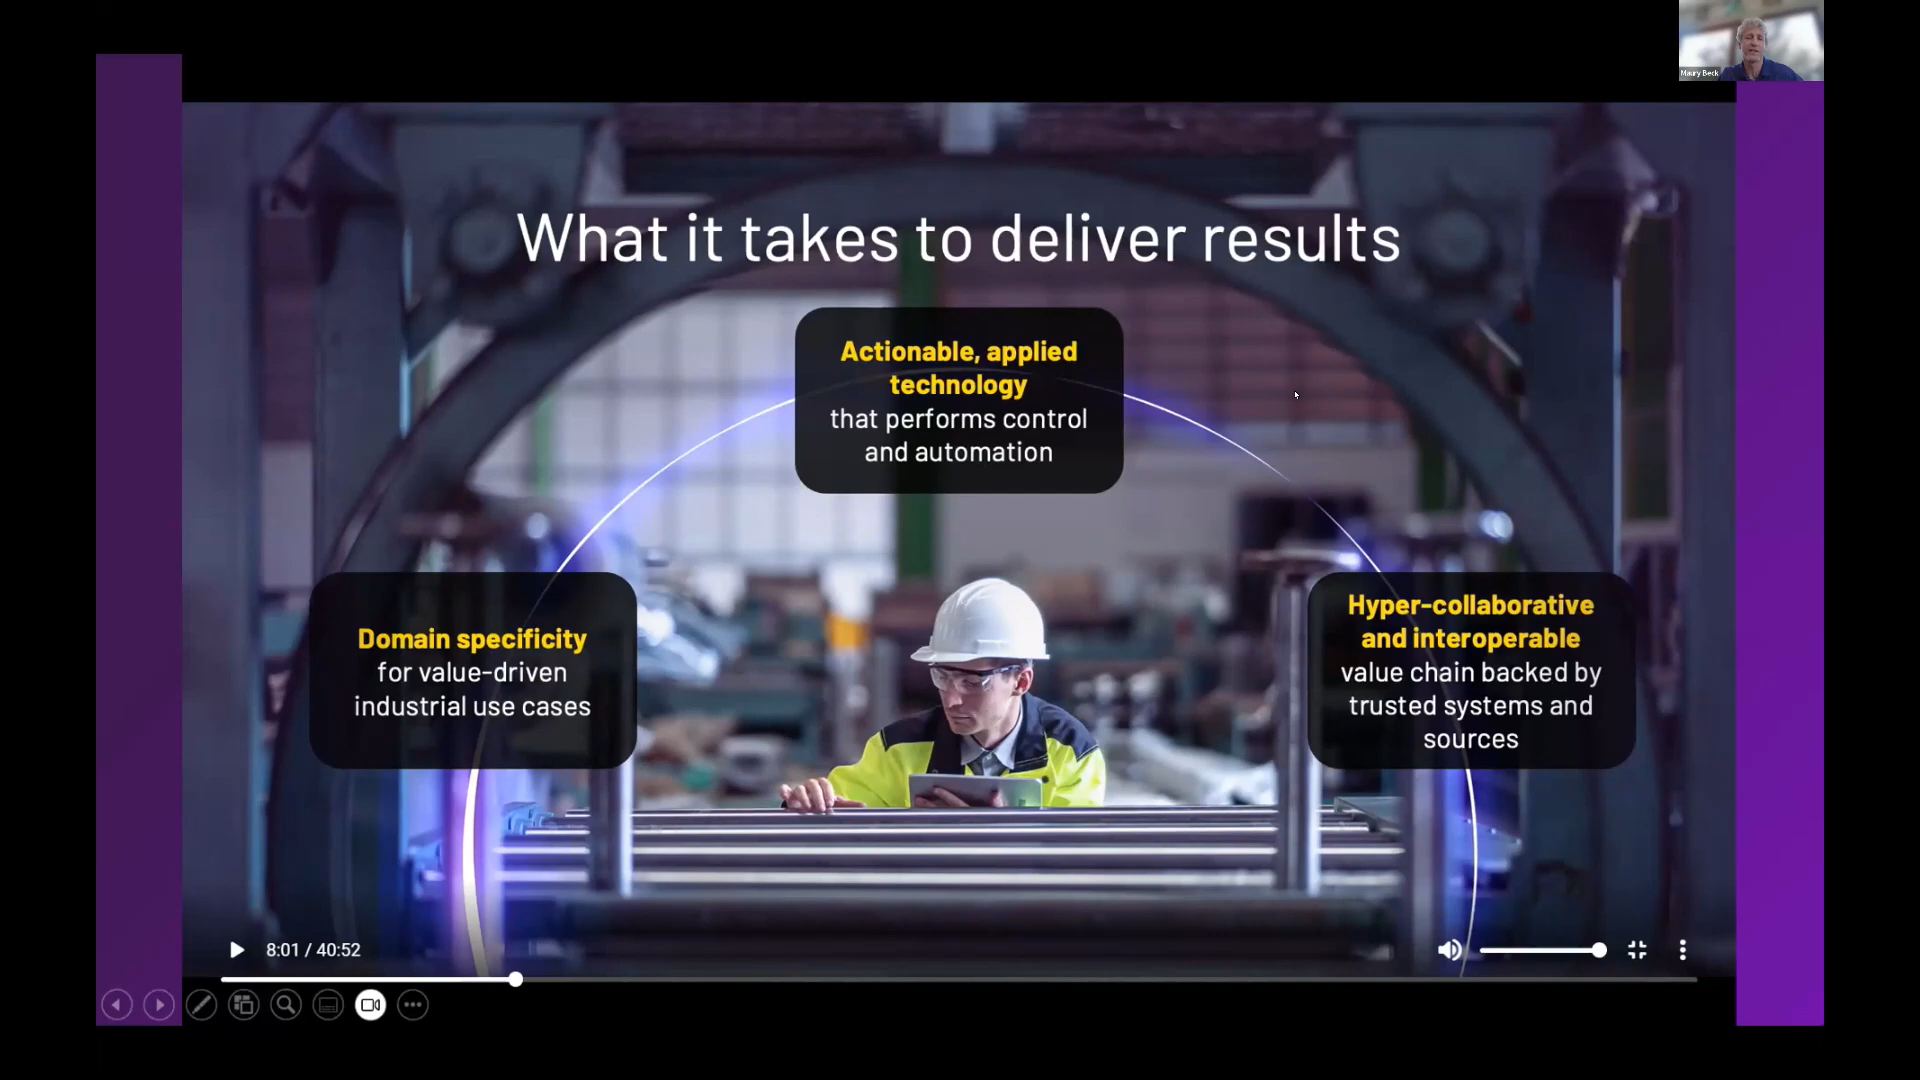 Maury Beck
What it takes to deliver results
Actionable, applied
technology
that performs control
and automation
Domain specificity
for value-driven
industrial use cases
Hyper-collaborative
and interoperable
value chain backed by
trusted systems and
sources
8:01 / 40:52